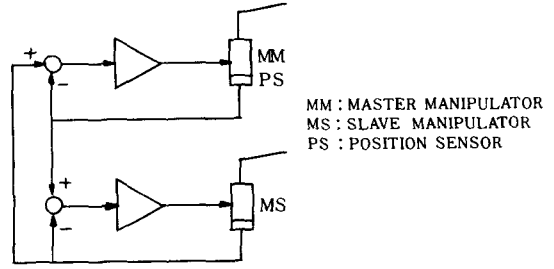 +
−
MM
PS
MM : MASTER MANIPULATOR
MS : SLAVE MANIPULATOR
PS : POSITION SENSOR
+
−
MS